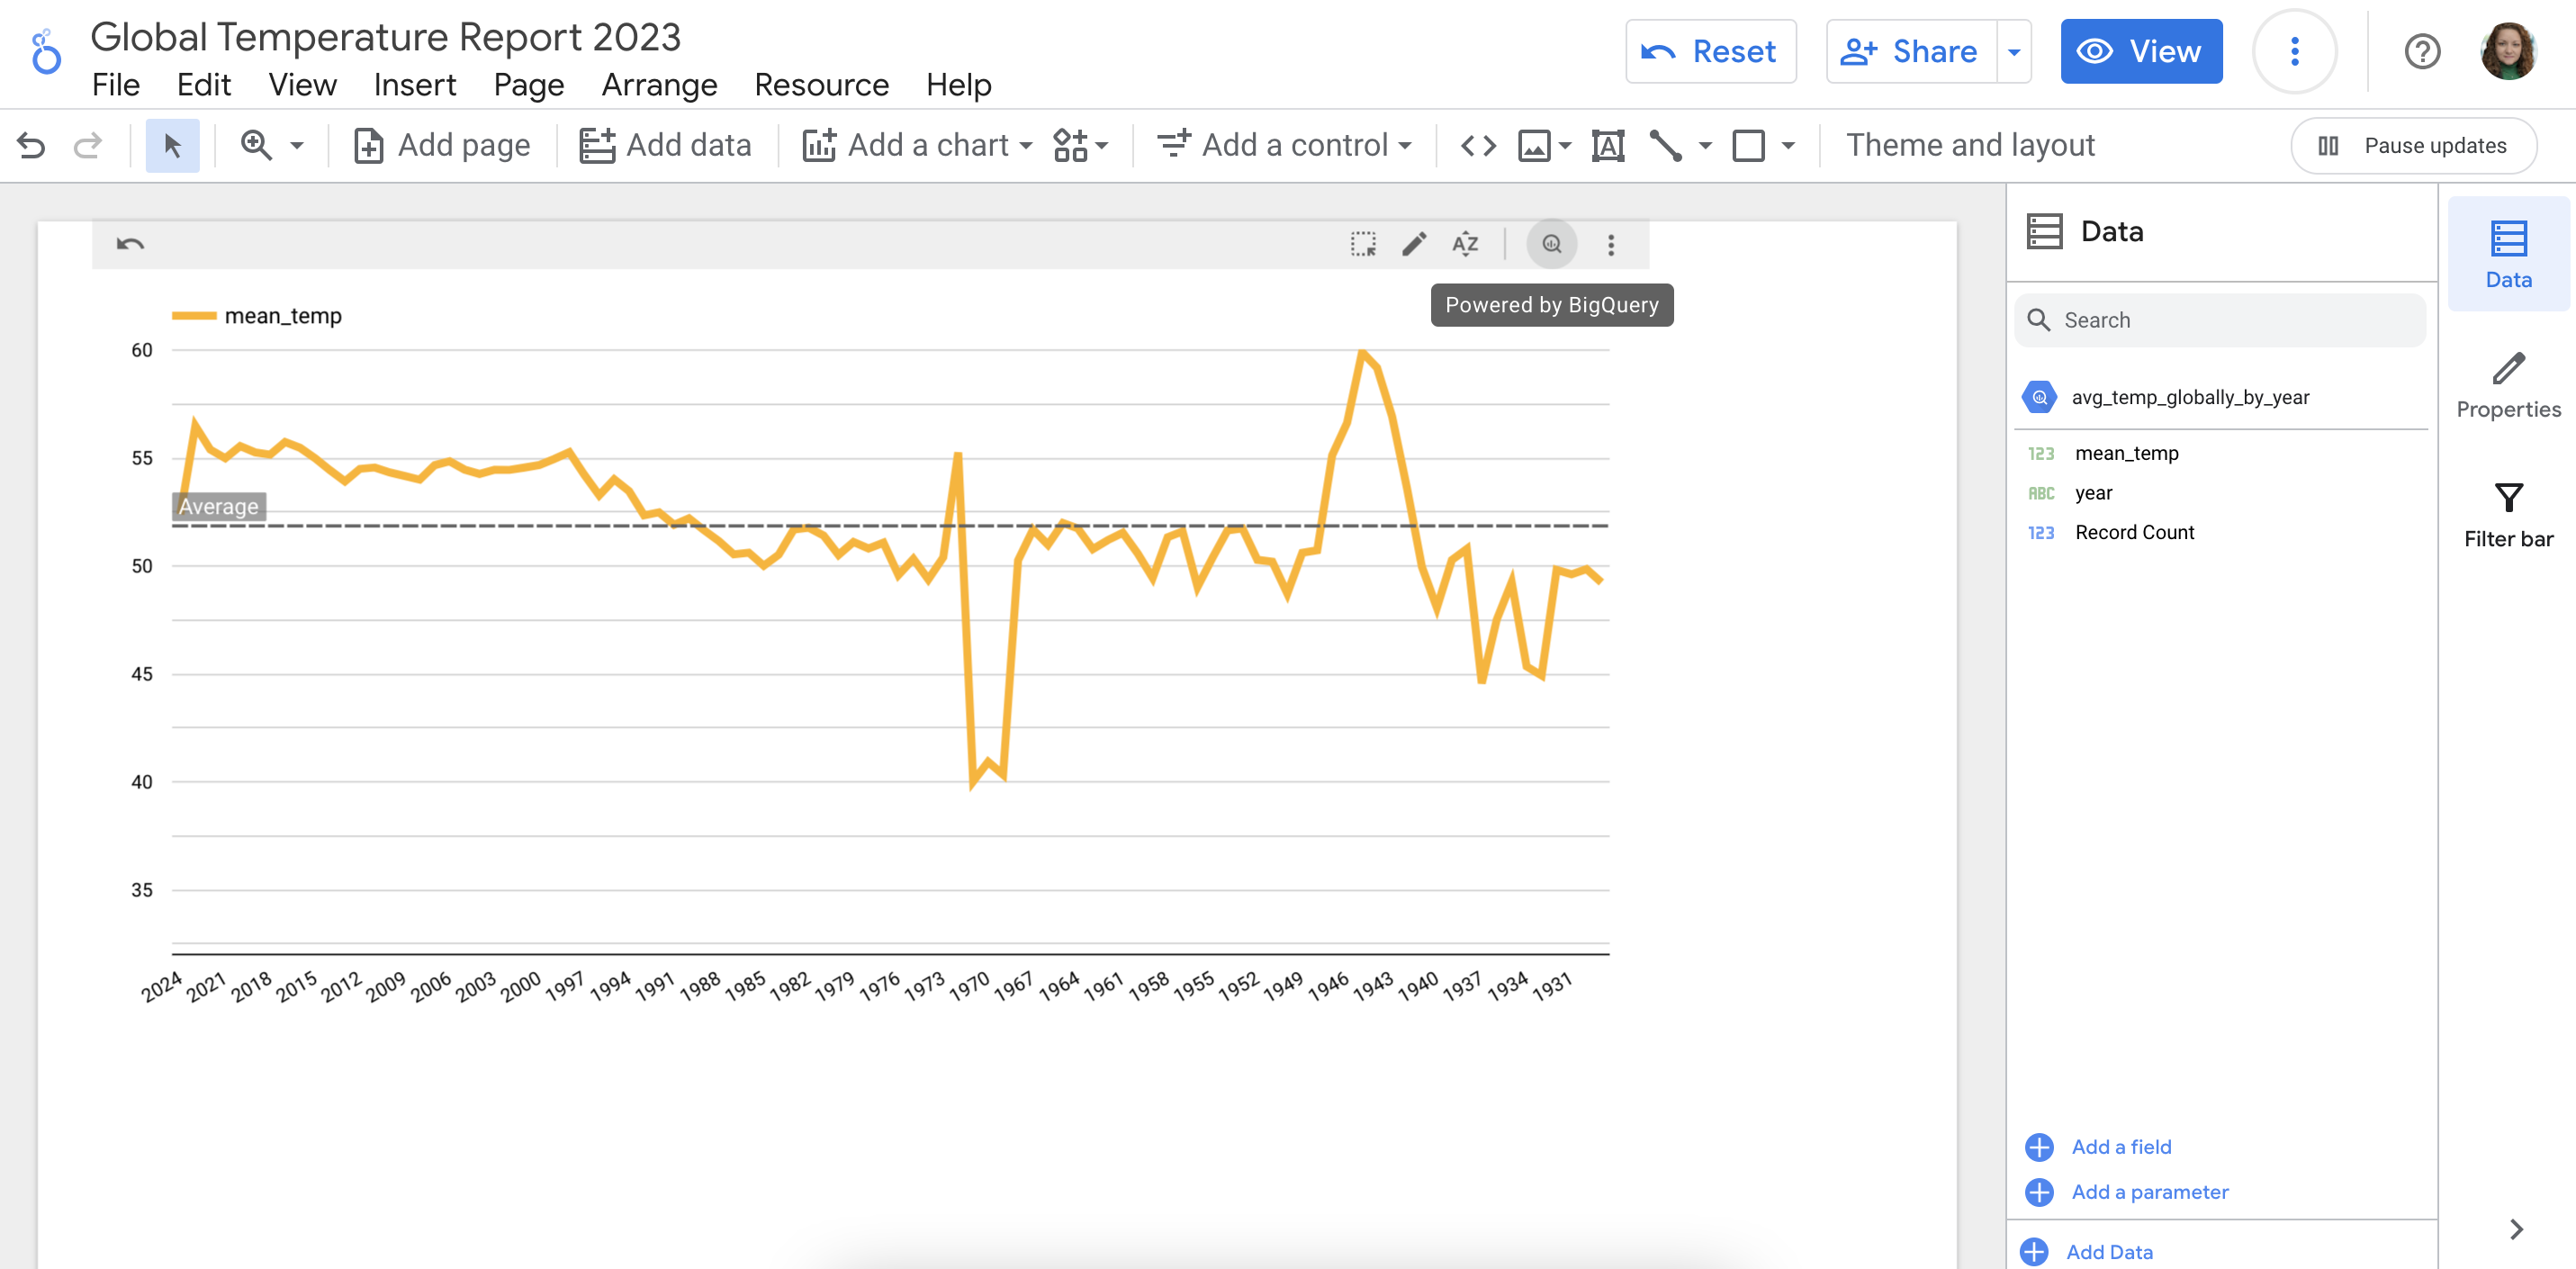 Global Temperature Report 2023
File Edit View Insert Page Arrange Resource Help
Reset
Share
View
Add page
Add data
Add a chart
Add a control
Theme and layout
Pause updates
AZ
Powered by BigQuery
mean_temp
60
55
50
45
40
35
Average
2024 2021 2018 2015 2012 2009 2006 2003 2000 1997 1994 1991 1988 1985 1982 1979 1976 1973 1970 1967 1964 1961 1958 1955 1952 1949 1946 1943 1940 1937 1934 1931
Data
Search
avg_temp_globally_by_year
123 mean_temp
ABC year
123 Record Count
Add a field
Add a parameter
Add Data
Data
Properties
Filter bar